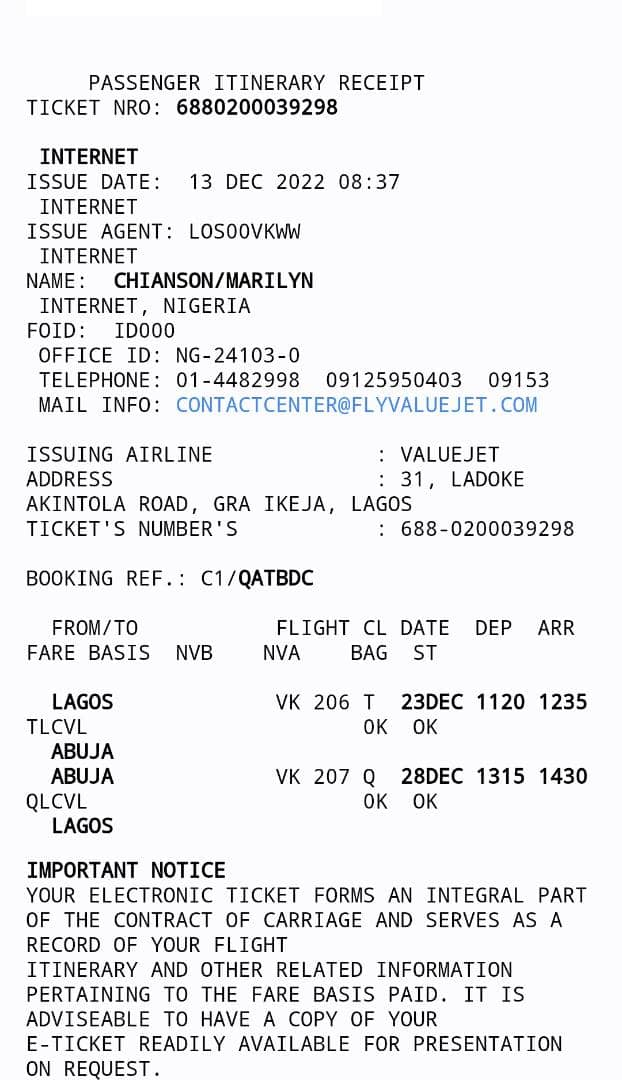 PASSENGER ITINERARY RECEIPT
TICKET NRO: 6880200039298
INTERNET
ISSUE DATE: 13 DEC 2022 08:37
INTERNET
ISSUE AGENT: LOS00VKWW
INTERNET
NAME: CHIANSON/MARILYN
INTERNET, NIGERIA
FOID: ID000
OFFICE ID: NG-24103-0
TELEPHONE: 01-4482998 09125950403 09153
MAIL INFO: CONTACTCENTER@FLYVALUEJET.COM
ISSUING AIRLINE : VALUEJET
ADDRESS : 31, LADOKE
AKINTOLA ROAD, GRA IKEJA, LAGOS
TICKET'S NUMBER'S : 688-0200039298
BOOKING REF.: C1/QATBDC
FROM/TO FLIGHT CL DATE DEP ARR
FARE BASIS NVB NVA BAG ST
LAGOS VK 206 T 23DEC 1120 1235
TLCVL OK OK
ABUJA
ABUJA VK 207 Q 28DEC 1315 1430
QLCVL OK OK
LAGOS
IMPORTANT NOTICE
YOUR ELECTRONIC TICKET FORMS AN INTEGRAL PART
OF THE CONTRACT OF CARRIAGE AND SERVES AS A
RECORD OF YOUR FLIGHT
ITINERARY AND OTHER RELATED INFORMATION
PERTAINING TO THE FARE BASIS PAID. IT IS
ADVISEABLE TO HAVE A COPY OF YOUR
E-TICKET READILY AVAILABLE FOR PRESENTATION
ON REQUEST.